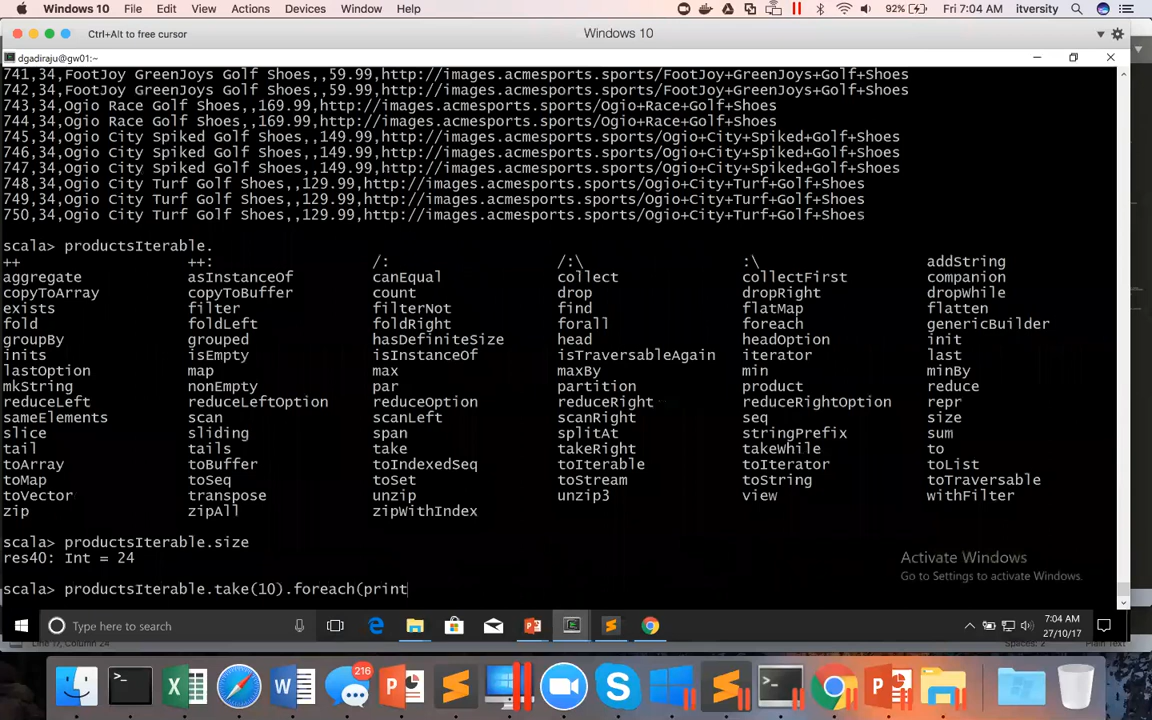 Windows 10 File Edit View Actions Devices Window Help 92% Fri 7:04 AM itversity
Ctrl+Alt to free cursor Windows 10
dgadiraju@gw01:~
741,34,FootJoy GreenJoys Golf Shoes,,59.99,http://images.acmesports.sports/FootJoy+GreenJoys+Golf+Shoes
742,34,FootJoy GreenJoys Golf Shoes,,59.99,http://images.acmesports.sports/FootJoy+GreenJoys+Golf+Shoes
743,34,Ogio Race Golf Shoes,,169.99,http://images.acmesports.sports/Ogio+Race+Golf+Shoes
744,34,Ogio Race Golf Shoes,,169.99,http://images.acmesports.sports/Ogio+Race+Golf+Shoes
745,34,Ogio City Spiked Golf Shoes,,149.99,http://images.acmesports.sports/Ogio+City+Spiked+Golf+Shoes
746,34,Ogio City Spiked Golf Shoes,,149.99,http://images.acmesports.sports/Ogio+City+Spiked+Golf+Shoes
747,34,Ogio City Spiked Golf Shoes,,149.99,http://images.acmesports.sports/Ogio+City+Spiked+Golf+Shoes
748,34,Ogio City Turf Golf Shoes,,129.99,http://images.acmesports.sports/Ogio+City+Turf+Golf+Shoes
749,34,Ogio City Turf Golf Shoes,,129.99,http://images.acmesports.sports/Ogio+City+Turf+Golf+Shoes
750,34,Ogio City Turf Golf Shoes,,129.99,http://images.acmesports.sports/Ogio+City+Turf+Golf+Shoes
scala> productsIterable.
++ ++: /: /:\ :\ addString
aggregate asInstanceOf canEqual collect collectFirst companion
copyToArray copyToBuffer count drop dropRight dropWhile
exists filter filterNot find flatMap flatten
fold foldLeft foldRight forall foreach genericBuilder
groupBy grouped hasDefiniteSize head headOption init
inits isEmpty isInstanceOf isTraversableAgain iterator last
lastOption map max maxBy min minBy
mkString nonEmpty par partition product reduce
reduceLeft reduceLeftOption reduceOption reduceRight reduceRightOption repr
sameElements scan scanLeft scanRight seq size
slice sliding span splitAt stringPrefix sum
tail tails take takeRight takeWhile to
toArray toBuffer toIndexedSeq toIterable toIterator toList
toMap toSeq toSet toStream toString toTraversable
toVector transpose unzip unzip3 view withFilter
zip zipAll zipWithIndex
scala> productsIterable.size
res40: Int = 24
Activate Windows
Go to Settings to activate Windows.
scala> productsIterable.take(10).foreach(print
Type here to search 7:04 AM
27/10/17
Line 17, Column 24 Spaces: 2 Plain Text
216